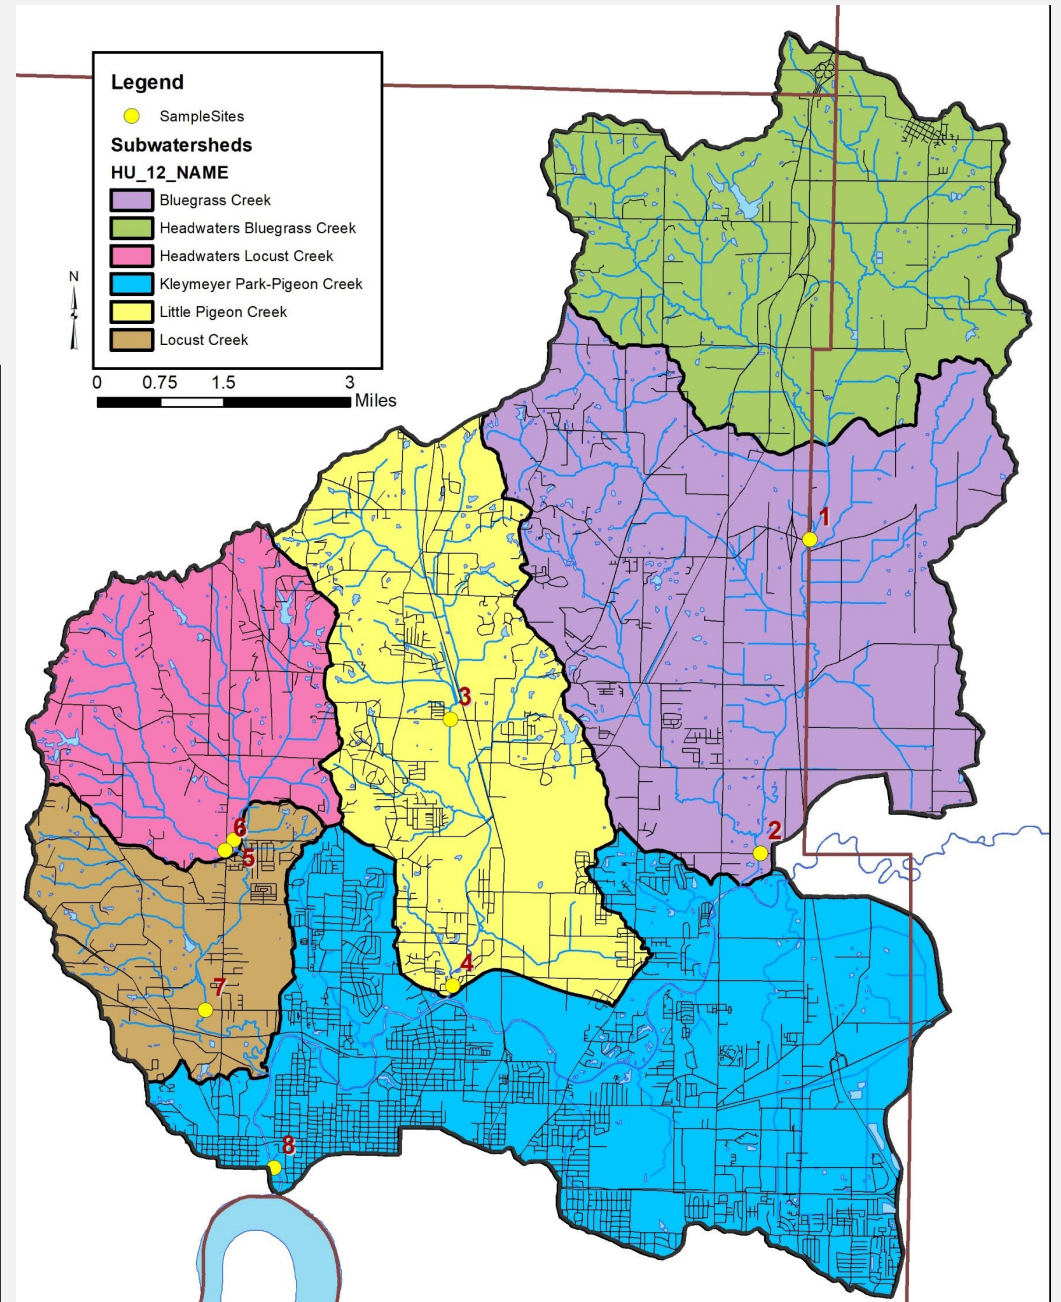 Legend
SampleSites
Subwatersheds
HU_12_NAME
Bluegrass Creek
Headwaters Bluegrass Creek
Headwaters Locust Creek
Kleymeyer Park-Pigeon Creek
Little Pigeon Creek
Locust Creek
N
0 0.75 1.5 3
Miles
1
2
3
4
5
6
7
8